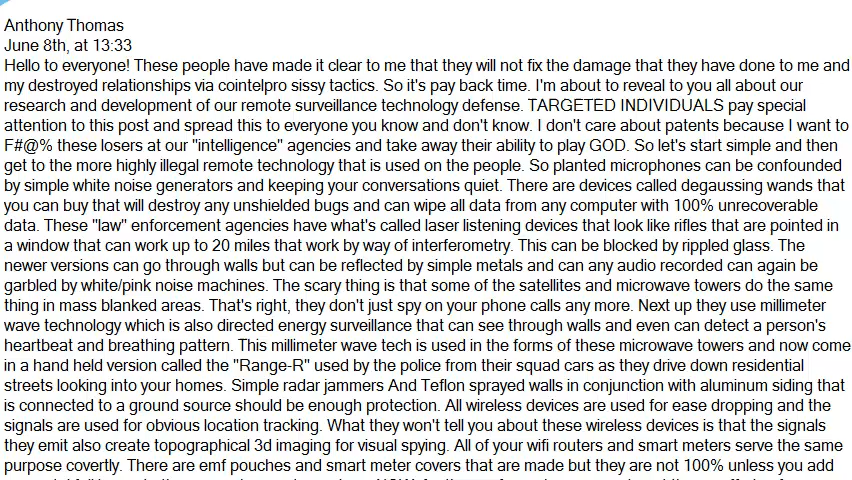 Anthony Thomas
June 8th, at 13:33
Hello to everyone! These people have made it clear to me that they will not fix the damage that they have done to me and
my destroyed relationships via cointelpro sissy tactics. So it's pay back time. I'm about to reveal to you all about our
research and development of our remote surveillance technology defense. TARGETED INDIVIDUALS pay special
attention to this post and spread this to everyone you know and don't know. I don't care about patents because I want to
F#@% these losers at our "intelligence" agencies and take away their ability to play GOD. So let's start simple and then
get to the more highly illegal remote technology that is used on the people. So planted microphones can be confounded
by simple white noise generators and keeping your conversations quiet. There are devices called degaussing wands that
you can buy that will destroy any unshielded bugs and can wipe all data from any computer with 100% unrecoverable
data. These "law" enforcement agencies have what's called laser listening devices that look like rifles that are pointed in
a window that can work up to 20 miles that work by way of interferometry. This can be blocked by rippled glass. The
newer versions can go through walls but can be reflected by simple metals and can any audio recorded can again be
garbled by white/pink noise machines. The scary thing is that some of the satellites and microwave towers do the same
thing in mass blanked areas. That's right, they don't just spy on your phone calls any more. Next up they use millimeter
wave technology which is also directed energy surveillance that can see through walls and even can detect a person's
heartbeat and breathing pattern. This millimeter wave tech is used in the forms of these microwave towers and now come
in a hand held version called the "Range-R" used by the police from their squad cars as they drive down residential
streets looking into your homes. Simple radar jammers And Teflon sprayed walls in conjunction with aluminum siding that
is connected to a ground source should be enough protection. All wireless devices are used for ease dropping and the
signals are used for obvious location tracking. What they won't tell you about these wireless devices is that the signals
they emit also create topographical 3d imaging for visual spying. All of your wifi routers and smart meters serve the same
purpose covertly. There are emf pouches and smart meter covers that are made but they are not 100% unless you add